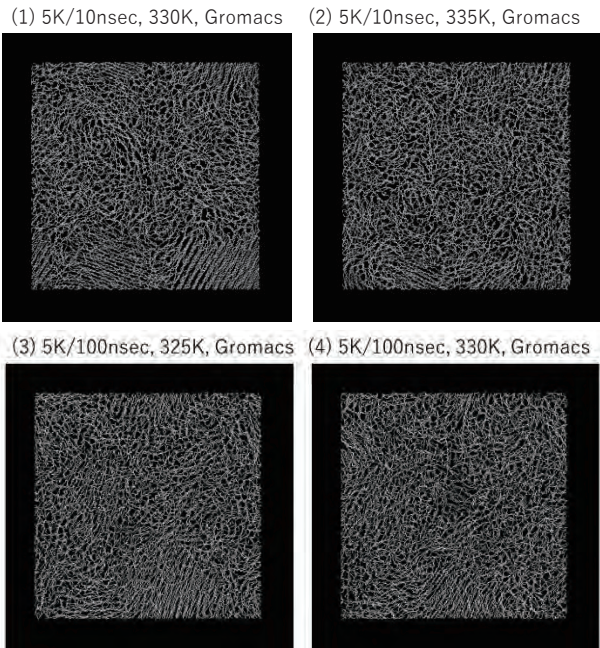 (1) 5K/10nsec, 330K, Gromacs
(2) 5K/10nsec, 335K, Gromacs
(3) 5K/100nsec, 325K, Gromacs
(4) 5K/100nsec, 330K, Gromacs